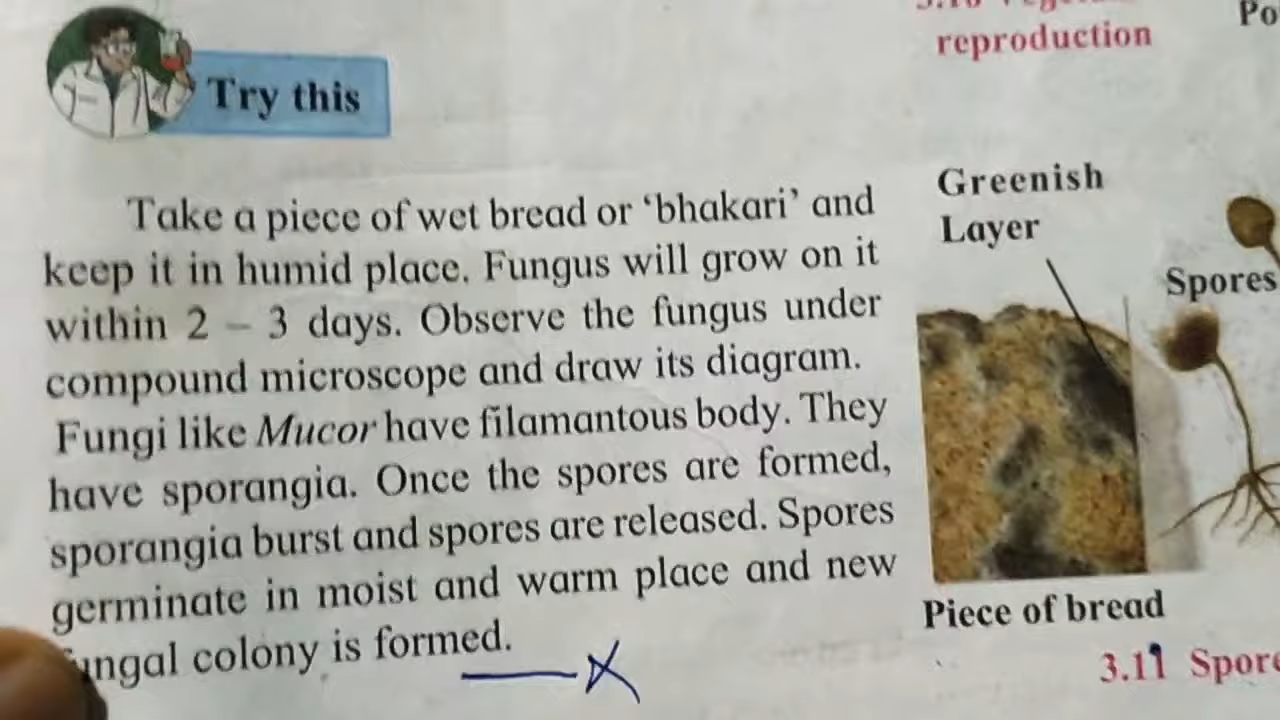 reproduction
Po
Try this
Take a piece of wet bread or ‘bhakari’ and
keep it in humid place. Fungus will grow on it
within 2 – 3 days. Observe the fungus under
compound microscope and draw its diagram.
Fungi like Mucor have filamantous body. They
have sporangia. Once the spores are formed,
sporangia burst and spores are released. Spores
germinate in moist and warm place and new
fungal colony is formed.
Greenish
Layer
Spores
Piece of bread
3.11 Spore